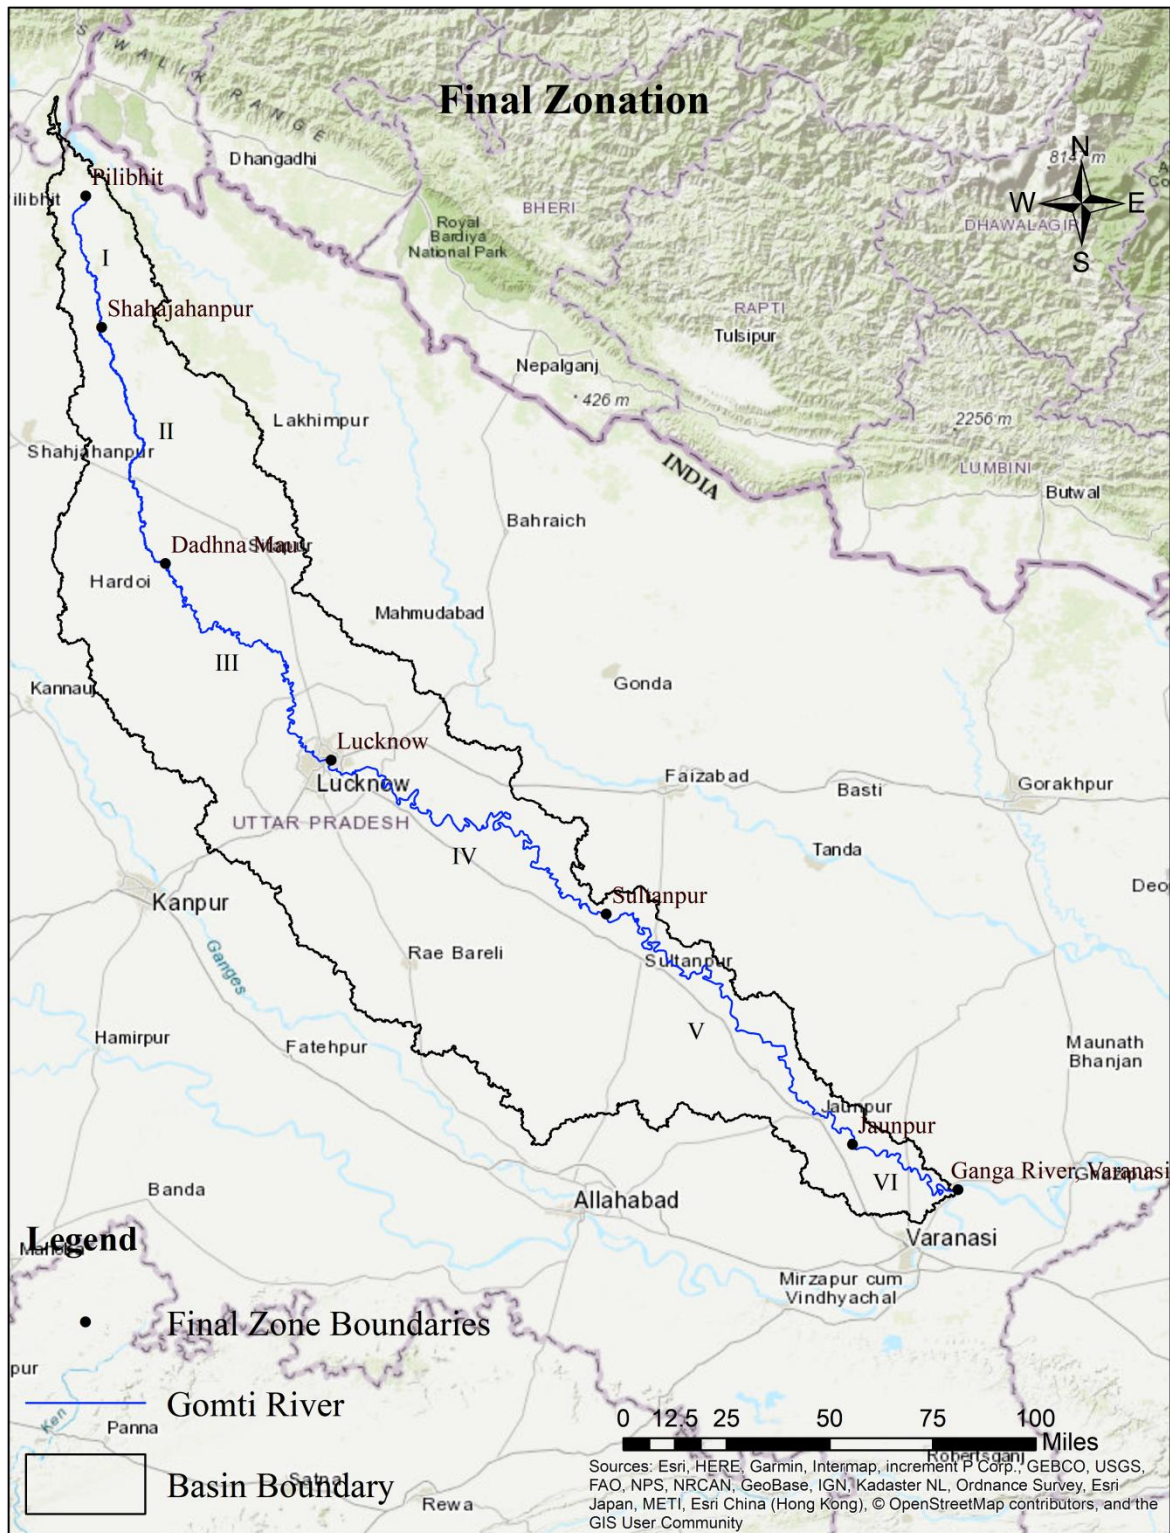 Final Zonation
SIWALIK RANGE
N
8147 m
Dhangadhi
Pilibhit
ilibhit
BHERI
W
E
Royal
Bardiya
National Park
DHAWALAGIR
I
S
Shahajahanpur
RAPTI
Tulsipur
Nepalganj
426 m
Lakhimpur
2256 m
II
Shahjahanpur
LUMBINI
INDIA
Butwal
Bahraich
Dadhna Mau
Hardoi
Mahmudabad
III
Gonda
Kannauj
Lucknow
Faizabad
Lucknow
Basti
Gorakhpur
UTTAR PRADESH
IV
Tanda
Deo
Sultanpur
Kanpur
Rae Bareli
Sultanpur
Ganges
V
Hamirpur
Fatehpur
Maunath
Bhanjan
Jaunpur
Jaunpur
Ganga River, Varanasi
VI
Banda
Allahabad
Legend
Varanasi
Mirzapur cum
Vindhyachal
Final Zone Boundaries
pur
Gomti River
Ken
Panna
0 12.5 25 50 75 100
Miles
Robertsganj
Basin Boundary
Satna
Rewa
Sources: Esri, HERE, Garmin, Intermap, increment P Corp., GEBCO, USGS,
FAO, NPS, NRCAN, GeoBase, IGN, Kadaster NL, Ordnance Survey, Esri
Japan, METI, Esri China (Hong Kong), © OpenStreetMap contributors, and the
GIS User Community